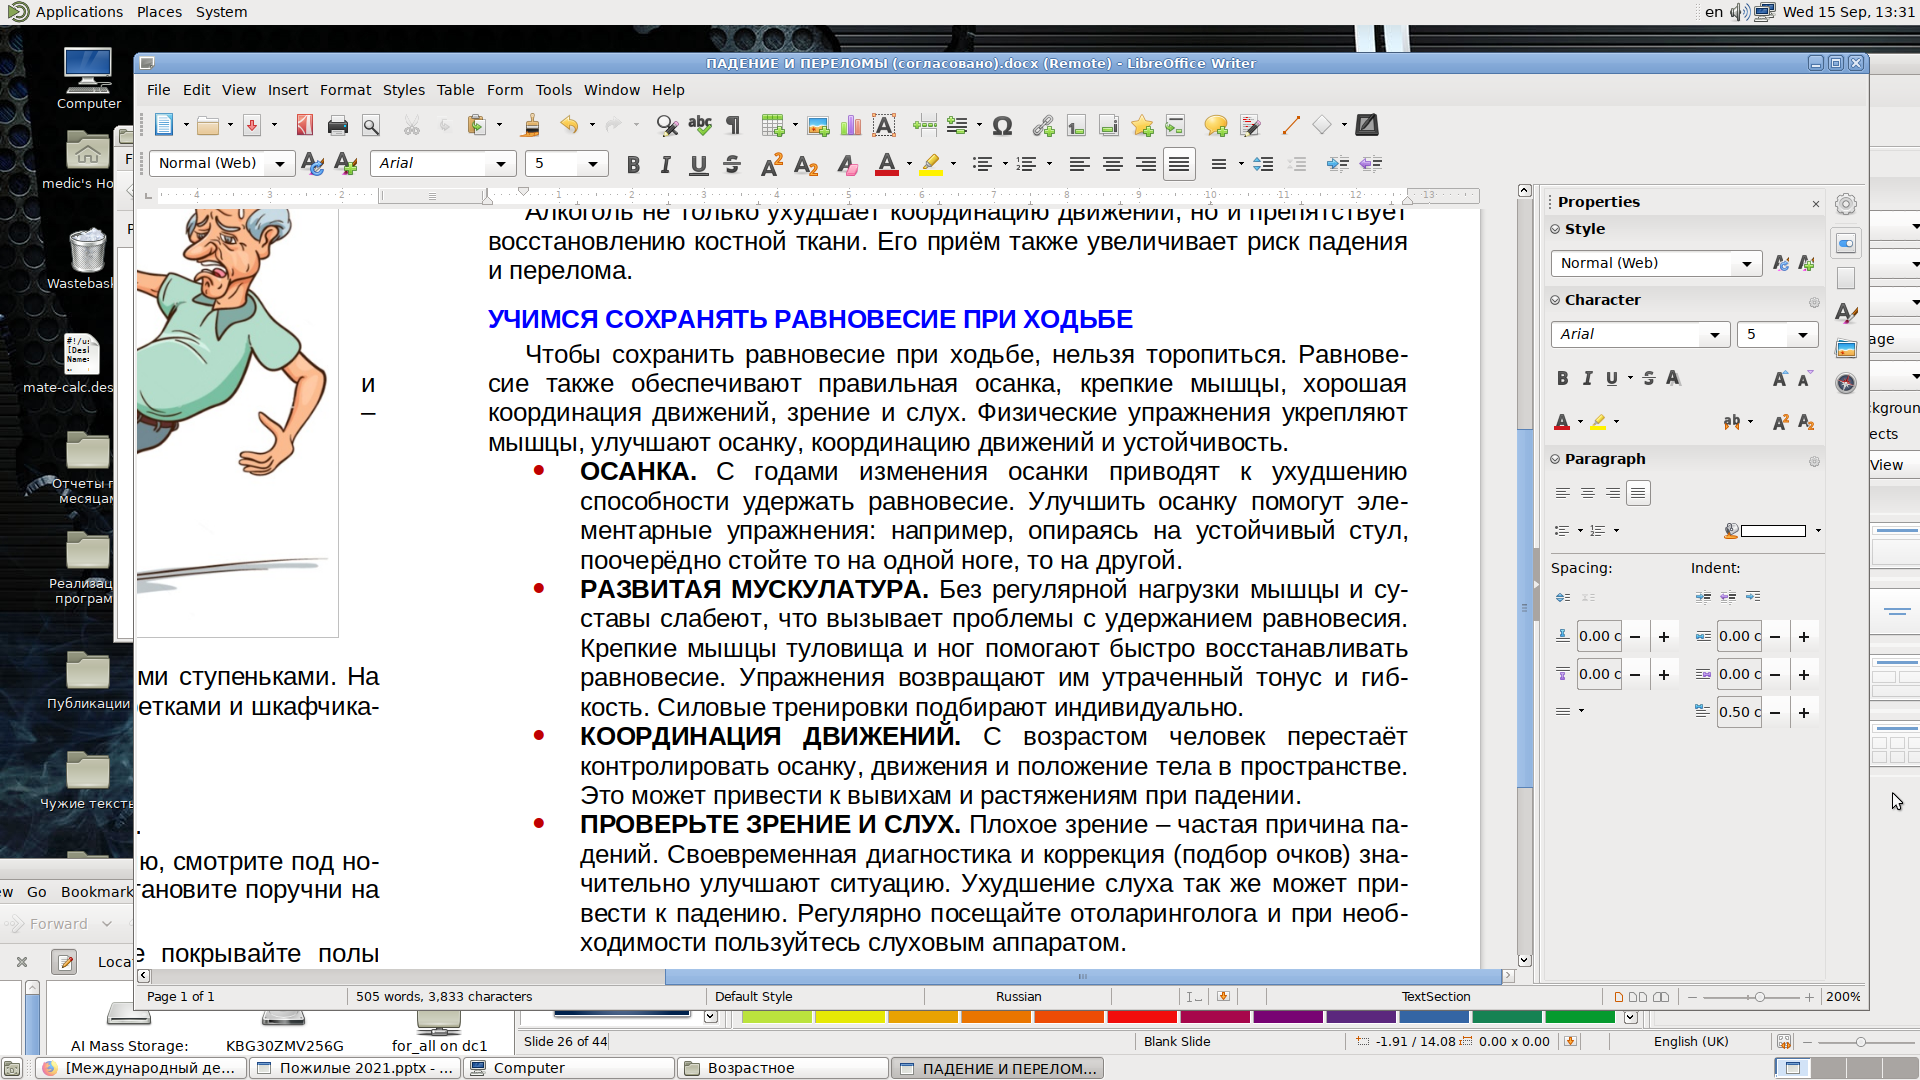 Applications Places System
en Wed 15 Sep, 13:31
ПАДЕНИЕ И ПЕРЕЛОМЫ (согласовано).docx (Remote) - LibreOffice Writer
File Edit View Insert Format Styles Table Form Tools Window Help
Normal (Web) Arial 5
Computer
medic's Ho
Wastebask
mate-calc.des
Отчеты п
месяцам
Реализац
програм
Публикации
Чужие тексты
Алкоголь не только ухудшает координацию движений, но и препятствует
восстановлению костной ткани. Его приём также увеличивает риск падения
и перелома.
УЧИМСЯ СОХРАНЯТЬ РАВНОВЕСИЕ ПРИ ХОДЬБЕ
Чтобы сохранить равновесие при ходьбе, нельзя торопиться. Равнове-
сие также обеспечивают правильная осанка, крепкие мышцы, хорошая
координация движений, зрение и слух. Физические упражнения укрепляют
мышцы, улучшают осанку, координацию движений и устойчивость.
• ОСАНКА. С годами изменения осанки приводят к ухудшению
способности удержать равновесие. Улучшить осанку помогут эле-
ментарные упражнения: например, опираясь на устойчивый стул,
поочерёдно стойте то на одной ноге, то на другой.
• РАЗВИТАЯ МУСКУЛАТУРА. Без регулярной нагрузки мышцы и су-
ставы слабеют, что вызывает проблемы с удержанием равновесия.
Крепкие мышцы туловища и ног помогают быстро восстанавливать
равновесие. Упражнения возвращают им утраченный тонус и гиб-
кость. Силовые тренировки подбирают индивидуально.
• КООРДИНАЦИЯ ДВИЖЕНИЙ. С возрастом человек перестаёт
контролировать осанку, движения и положение тела в пространстве.
Это может привести к вывихам и растяжениям при падении.
• ПРОВЕРЬТЕ ЗРЕНИЕ И СЛУХ. Плохое зрение – частая причина па-
дений. Своевременная диагностика и коррекция (подбор очков) зна-
чительно улучшают ситуацию. Ухудшение слуха так же может при-
вести к падению. Регулярно посещайте отоларинголога и при необ-
ходимости пользуйтесь слуховым аппаратом.
и
–
ми ступеньками. На
етками и шкафчика-
.
ю, смотрите под но-
тановите поручни на
е покрывайте полы
Properties
Style
Normal (Web)
Character
Arial 5
Paragraph
Spacing: Indent:
0.00 c 0.00 c
0.00 c 0.00 c
0.50 c
age
kgroun
ects
View
ew Go Bookmark
Forward
Loca
Page 1 of 1 505 words, 3,833 characters Default Style Russian TextSection 200%
AI Mass Storage: KBG30ZMV256G for_all on dc1
Slide 26 of 44 Blank Slide -1.91 / 14.08 0.00 x 0.00 English (UK)
[Международный де... Пожилые 2021.pptx - ... Computer Возрастное ПАДЕНИЕ И ПЕРЕЛОМ...